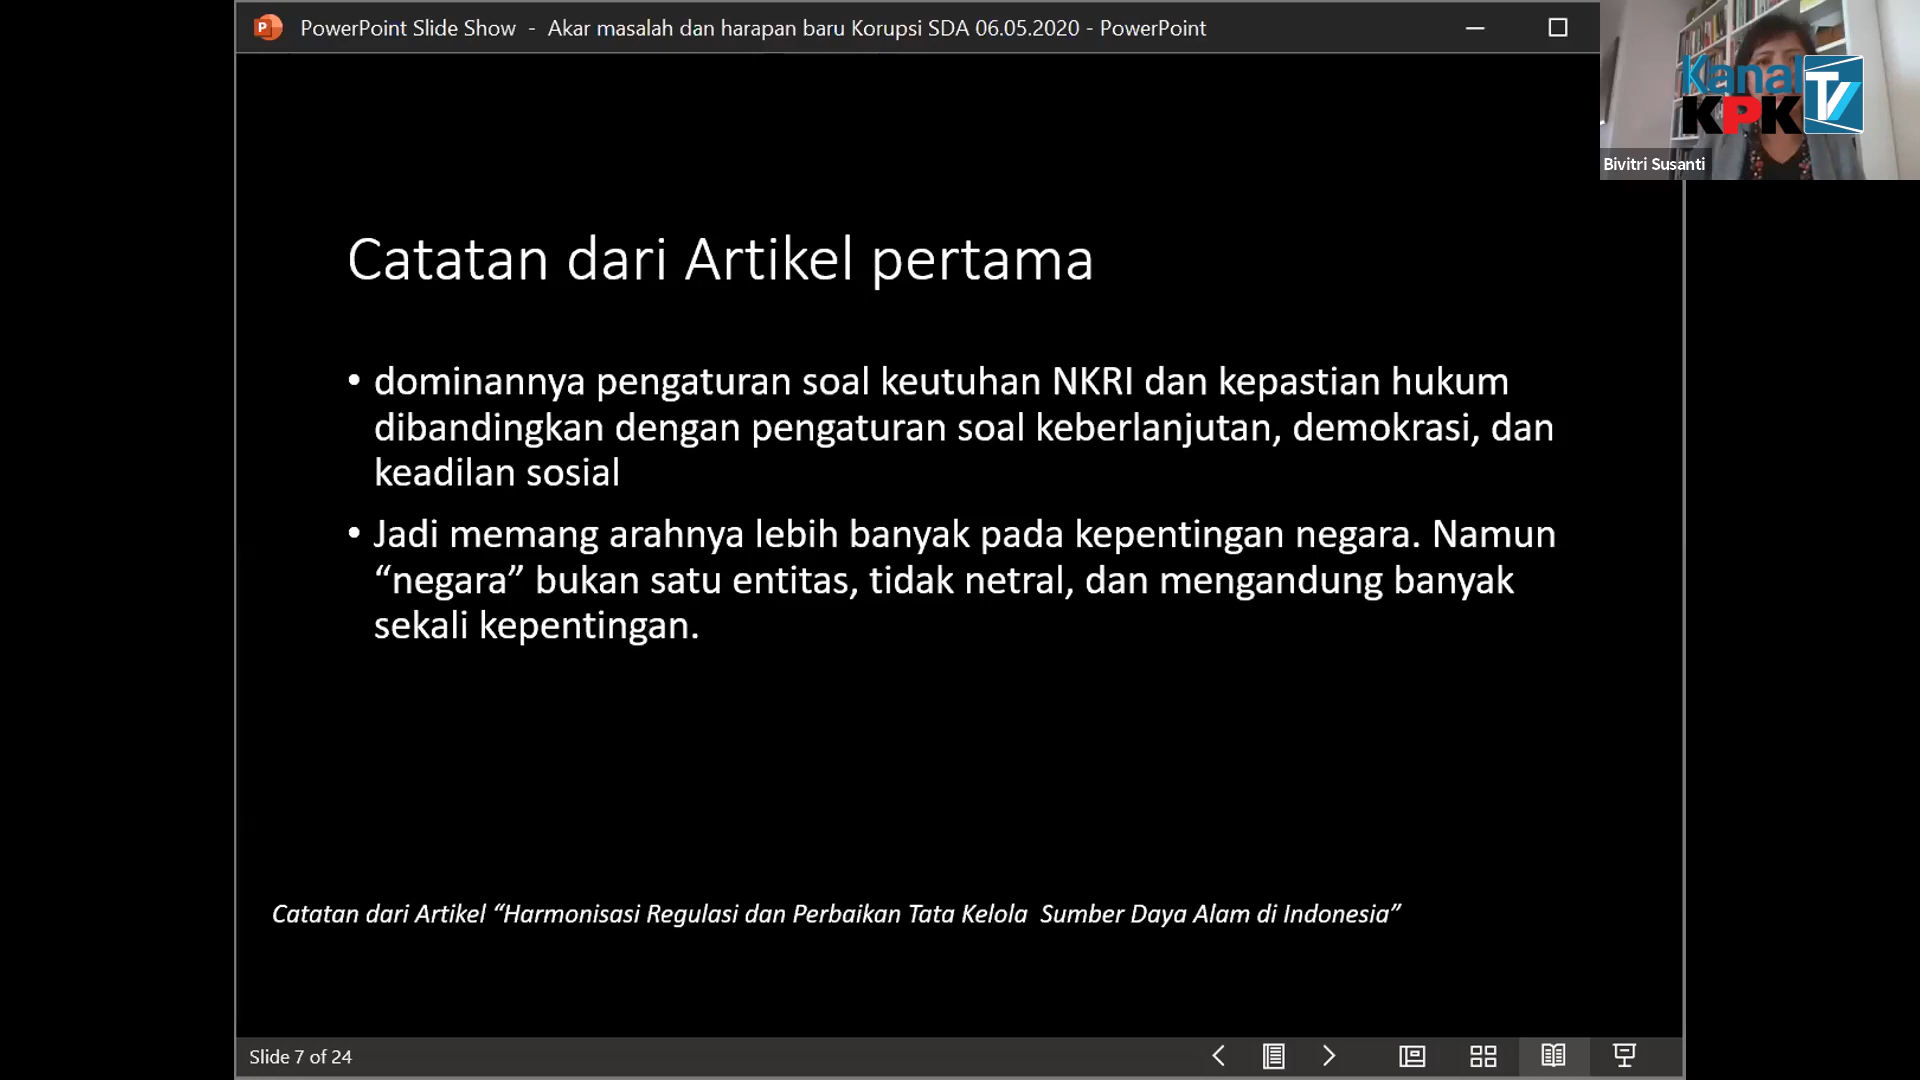 PowerPoint Slide Show - Akar masalah dan harapan baru Korupsi SDA 06.05.2020 - PowerPoint
Kanal
KPK TV
Bivitri Susanti
Catatan dari Artikel pertama
• dominannya pengaturan soal keutuhan NKRI dan kepastian hukum
dibandingkan dengan pengaturan soal keberlanjutan, demokrasi, dan
keadilan sosial
• Jadi memang arahnya lebih banyak pada kepentingan negara. Namun
“negara” bukan satu entitas, tidak netral, dan mengandung banyak
sekali kepentingan.
Catatan dari Artikel “Harmonisasi Regulasi dan Perbaikan Tata Kelola Sumber Daya Alam di Indonesia”
Slide 7 of 24